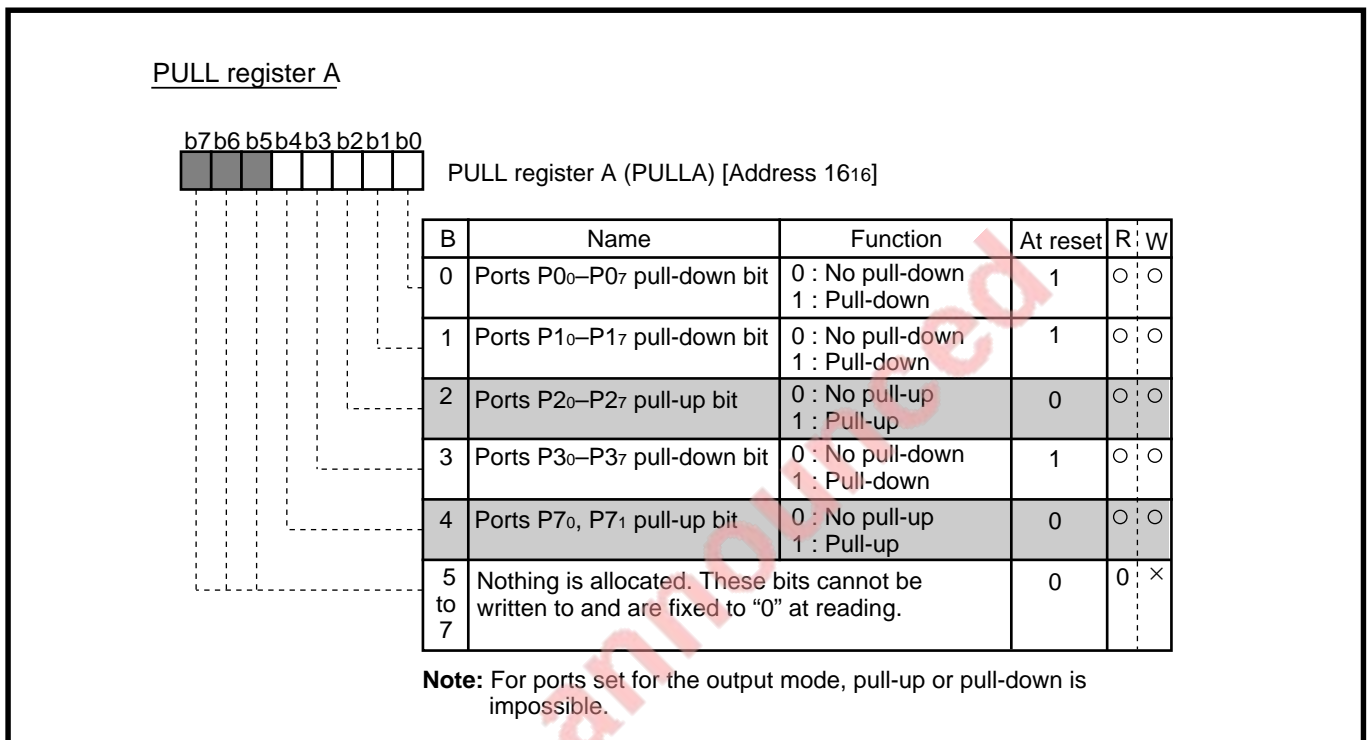 PULL register A
b7 b6 b5 b4 b3 b2 b1 b0
PULL register A (PULLA) [Address 16₁₆]
B Name Function At reset R W
0 Ports P0₀–P0₇ pull-down bit 0 : No pull-down 1 ○ ○
1 : Pull-down
1 Ports P1₀–P1₇ pull-down bit 0 : No pull-down 1 ○ ○
1 : Pull-down
2 Ports P2₀–P2₇ pull-up bit 0 : No pull-up 0 ○ ○
1 : Pull-up
3 Ports P3₀–P3₇ pull-down bit 0 : No pull-down 1 ○ ○
1 : Pull-down
4 Ports P7₀, P7₁ pull-up bit 0 : No pull-up 0 ○ ○
1 : Pull-up
5 Nothing is allocated. These bits cannot be 0 0 ×
to written to and are fixed to “0” at reading.
7
Note: For ports set for the output mode, pull-up or pull-down is
impossible.
announced